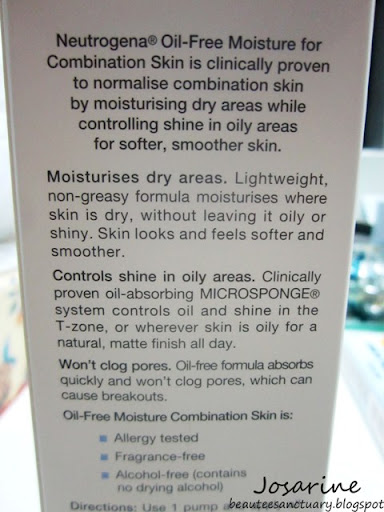 Neutrogena® Oil-Free Moisture for
Combination Skin is clinically proven
to normalise combination skin
by moisturising dry areas while
controlling shine in oily areas
for softer, smoother skin.
Moisturises dry areas. Lightweight,
non-greasy formula moisturises where
skin is dry, without leaving it oily or
shiny. Skin looks and feels softer and
smoother.
Controls shine in oily areas. Clinically
proven oil-absorbing MICROSPONGE®
system controls oil and shine in the
T-zone, or wherever skin is oily for a
natural, matte finish all day.
Won't clog pores. Oil-free formula absorbs
quickly and won't clog pores, which can
cause breakouts.
Oil-Free Moisture Combination Skin is:
Allergy tested
Fragrance-free
Alcohol-free (contains
no drying alcohol)
Directions: Use 1 pump
Josarine
beauteesanctuary.blogspot